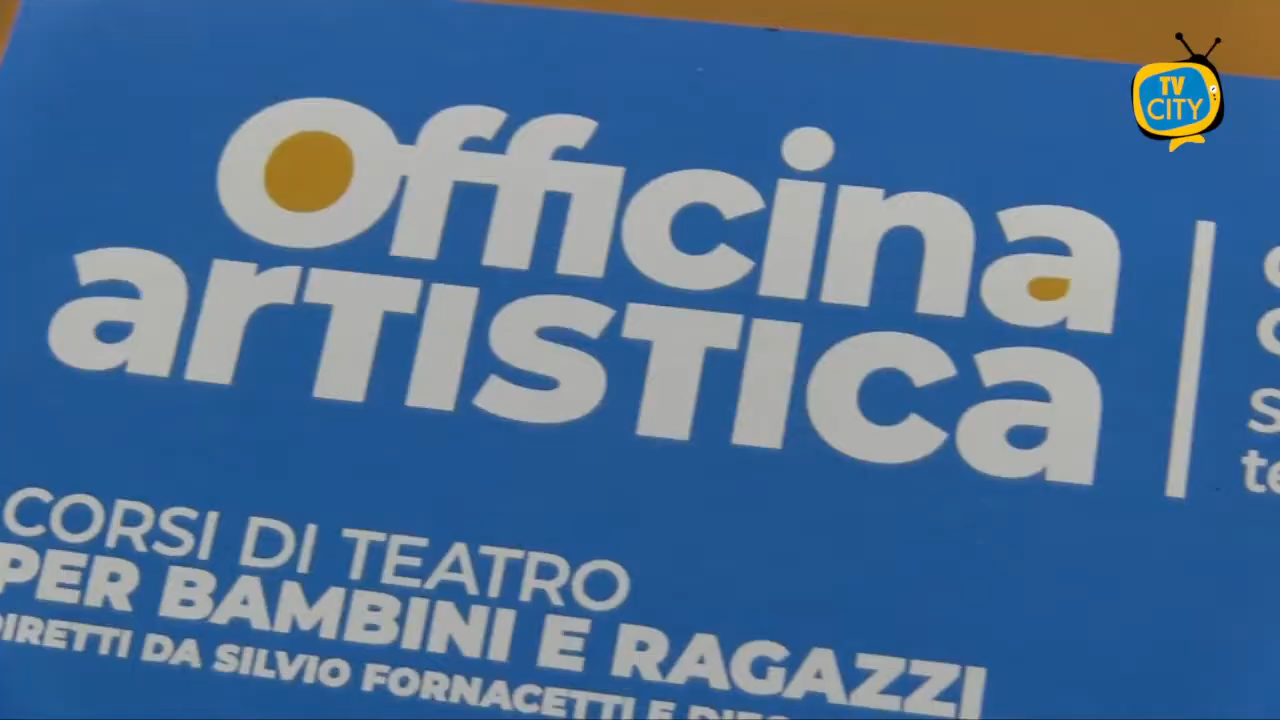 TV
CITY
Officina
arTISTica
CORSI DI TEATRO
PER BAMBINI E RAGAZZI
DIRETTI DA SILVIO FORNACETTI E